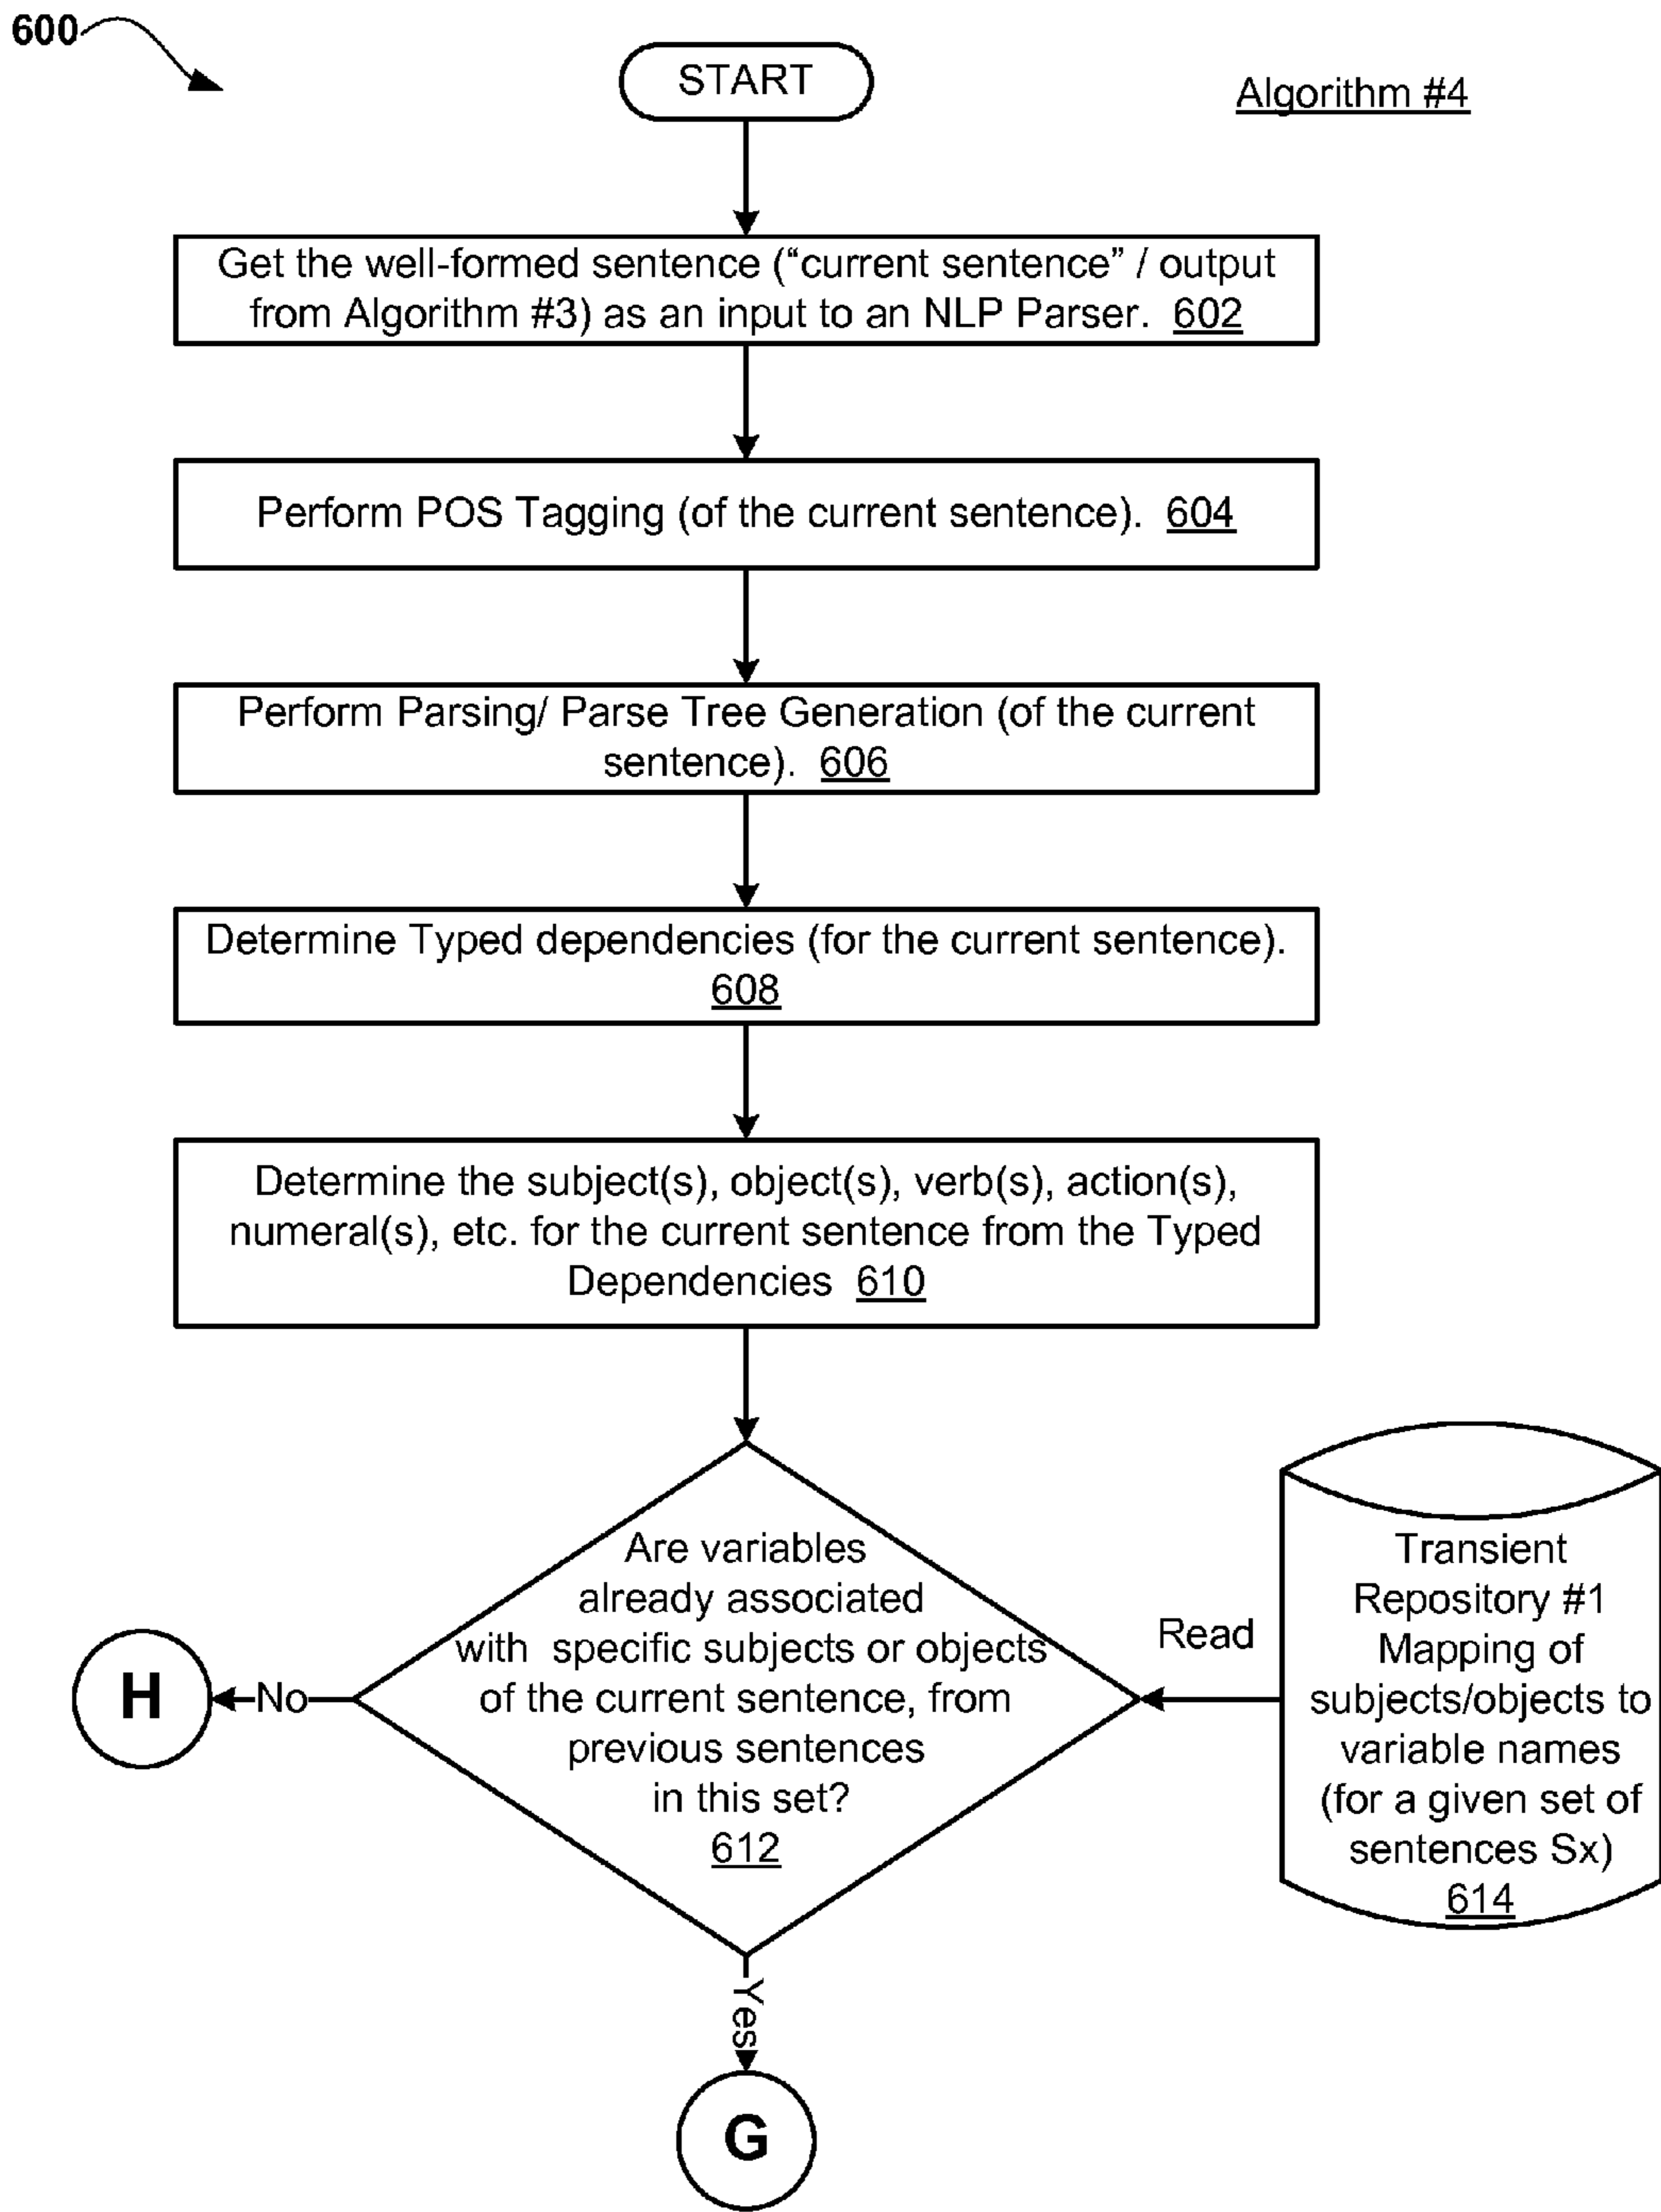 600
START
Algorithm #4
Get the well-formed sentence (“current sentence” / output
from Algorithm #3) as an input to an NLP Parser. 602
Perform POS Tagging (of the current sentence). 604
Perform Parsing/ Parse Tree Generation (of the current
sentence). 606
Determine Typed dependencies (for the current sentence).
608
Determine the subject(s), object(s), verb(s), action(s),
numeral(s), etc. for the current sentence from the Typed
Dependencies 610
Are variables
already associated
with specific subjects or objects
of the current sentence, from
previous sentences
in this set?
612
Read
Transient
Repository #1
Mapping of
subjects/objects to
variable names
(for a given set of
sentences Sx)
614
No
H
Yes
G